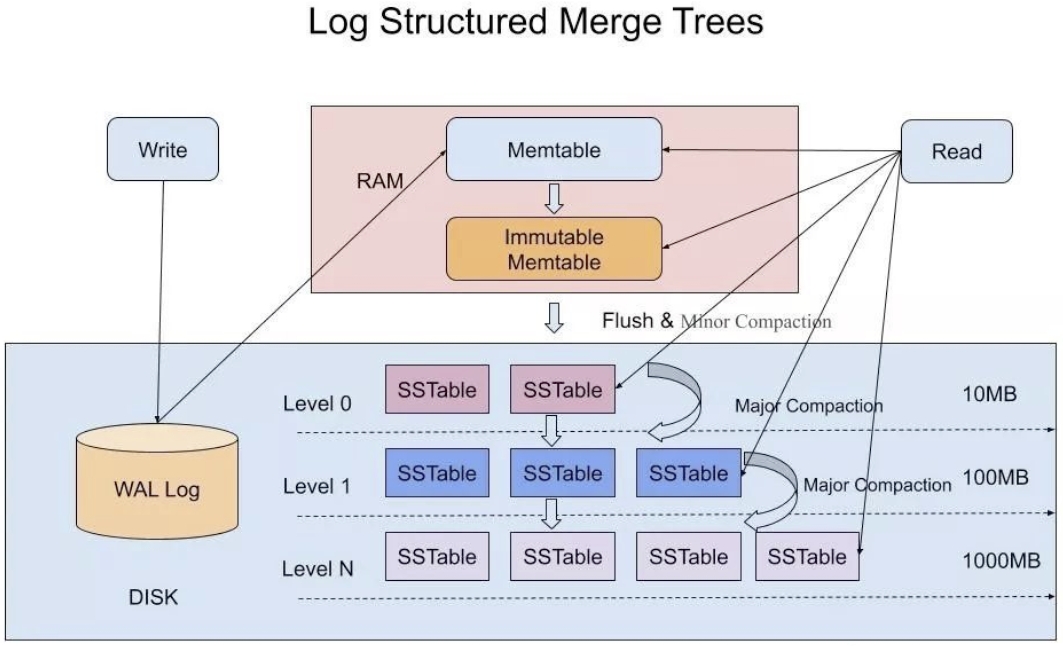 Log Structured Merge Trees
Write
Memtable
Read
RAM
Immutable
Memtable
Flush & Minor Compaction
Level 0
SSTable
SSTable
Major Compaction
10MB
WAL Log
Level 1
SSTable
SSTable
SSTable
Major Compaction
100MB
Level N
SSTable
SSTable
SSTable
SSTable
1000MB
DISK